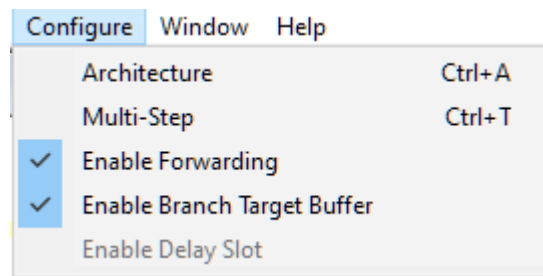 Configure Window Help
Architecture Ctrl+A
Multi-Step Ctrl+T
Enable Forwarding
Enable Branch Target Buffer
Enable Delay Slot